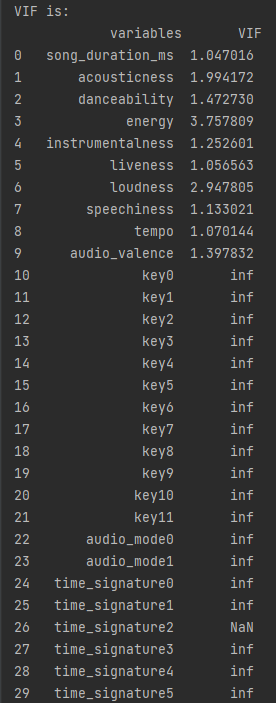 VIF is:
variables VIF
0 song_duration_ms 1.047016
1 acousticness 1.994172
2 danceability 1.472730
3 energy 3.757809
4 instrumentalness 1.252601
5 liveness 1.056563
6 loudness 2.947805
7 speechiness 1.133021
8 tempo 1.070144
9 audio_valence 1.397832
10 key0 inf
11 key1 inf
12 key2 inf
13 key3 inf
14 key4 inf
15 key5 inf
16 key6 inf
17 key7 inf
18 key8 inf
19 key9 inf
20 key10 inf
21 key11 inf
22 audio_mode0 inf
23 audio_mode1 inf
24 time_signature0 inf
25 time_signature1 inf
26 time_signature2 NaN
27 time_signature3 inf
28 time_signature4 inf
29 time_signature5 inf